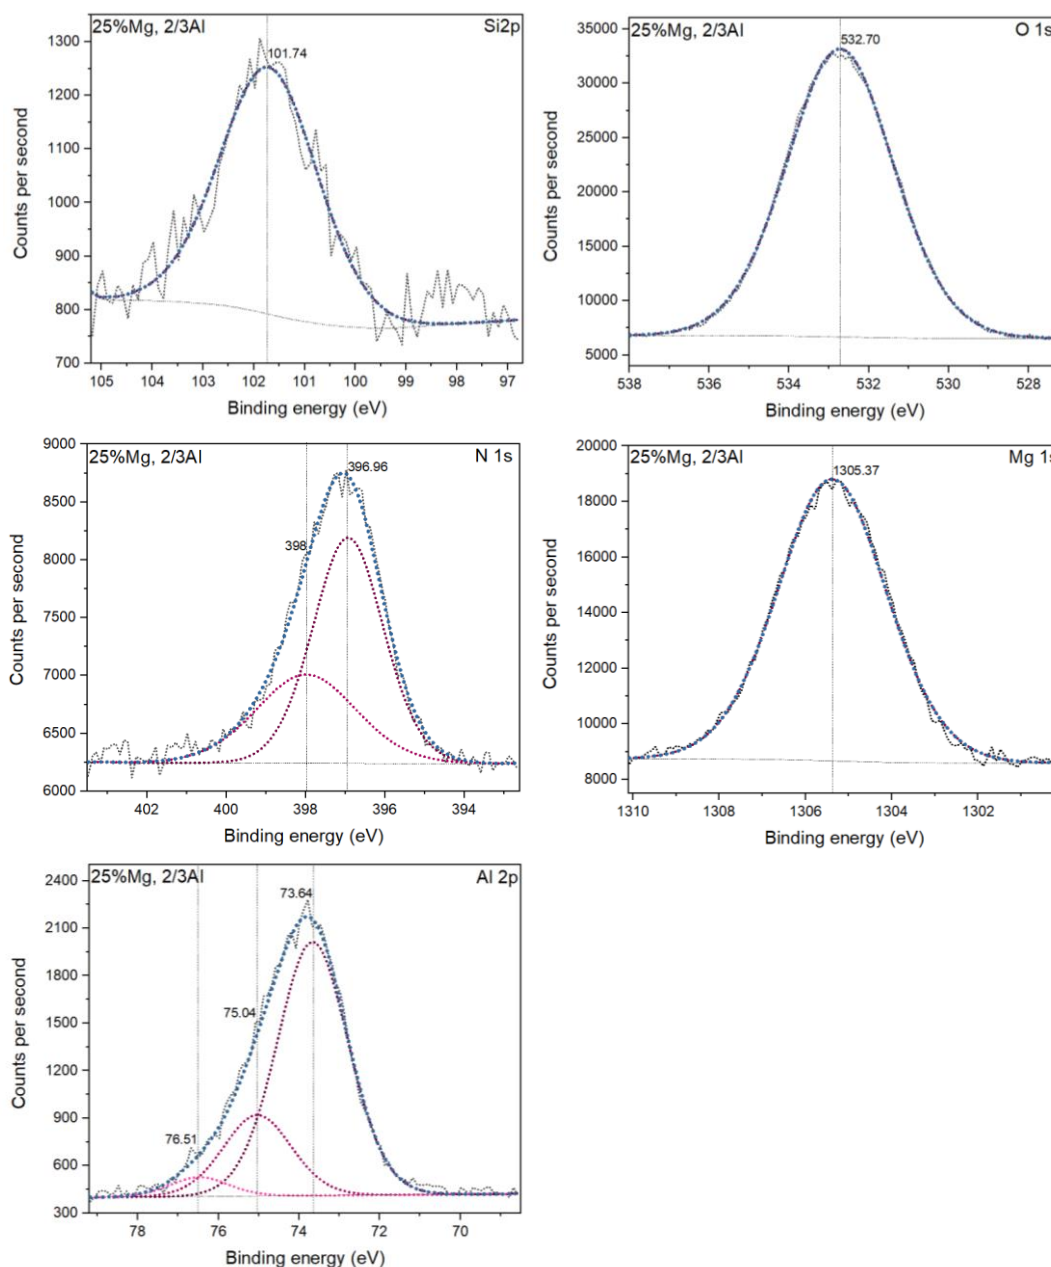 25%Mg, 2/3Al Si2p
101.74
1300
1200
1100
1000
900
800
700
Counts per second
105 104 103 102 101 100 99 98 97
Binding energy (eV)
25%Mg, 2/3Al O 1s
532.70
35000
30000
25000
20000
15000
10000
5000
Counts per second
538 536 534 532 530 528
Binding energy (eV)
25%Mg, 2/3Al N 1s
396.96
398
9000
8500
8000
7500
7000
6500
6000
Counts per second
402 400 398 396 394
Binding energy (eV)
25%Mg, 2/3Al Mg 1s
1305.37
20000
18000
16000
14000
12000
10000
8000
Counts per second
1310 1308 1306 1304 1302
Binding energy (eV)
25%Mg, 2/3Al Al 2p
73.64
75.04
76.51
2400
2100
1800
1500
1200
900
600
300
Counts per second
78 76 74 72 70
Binding energy (eV)